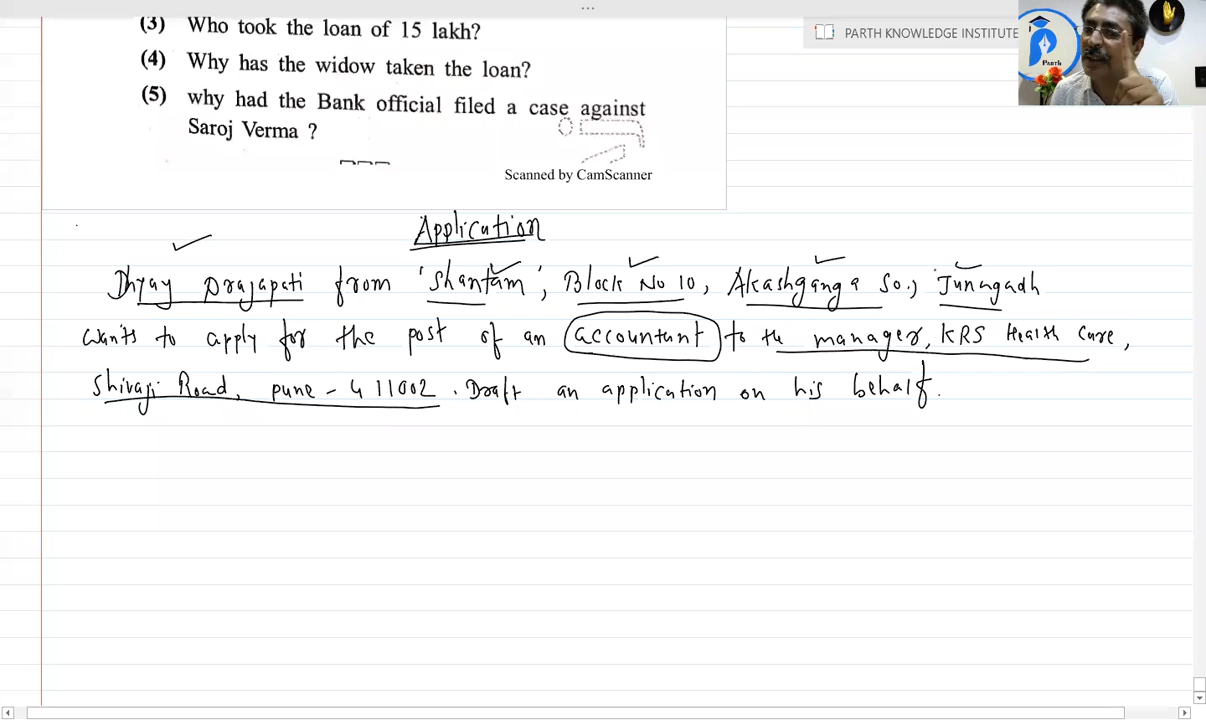 (3) Who took the loan of 15 lakh?
PARTH KNOWLEDGE INSTITUTE
(4) Why has the widow taken the loan?
(5) why had the Bank official filed a case against
Saroj Verma ?
Parth
Scanned by CamScanner
Application
Dhyay Prajapati from 'Shantam', Block No 10, Akashganga So., Junagadh
wants to apply for the post of an accountant to the manager, KRS Health Care,
Shivaji Road, pune - 411002. Draft an application on his behalf.